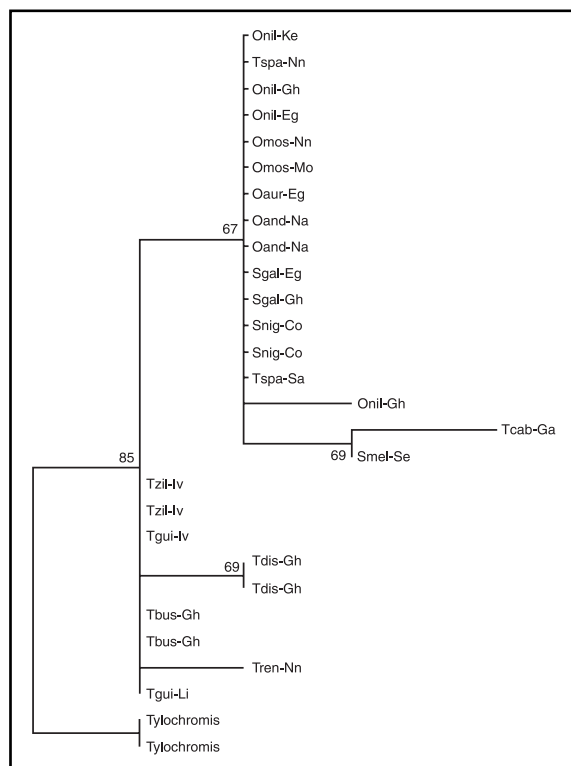 Onil-Ke
Tspa-Nn
Onil-Gh
Onil-Eg
Omos-Nn
Omos-Mo
Oaur-Eg
Oand-Na
67
Oand-Na
Sgal-Eg
Sgal-Gh
Snig-Co
Snig-Co
Tspa-Sa
Onil-Gh
Tcab-Ga
69
Smel-Se
85
Tzil-Iv
Tzil-Iv
Tgui-Iv
69
Tdis-Gh
Tdis-Gh
Tbus-Gh
Tbus-Gh
Tren-Nn
Tgui-Li
Tylochromis
Tylochromis